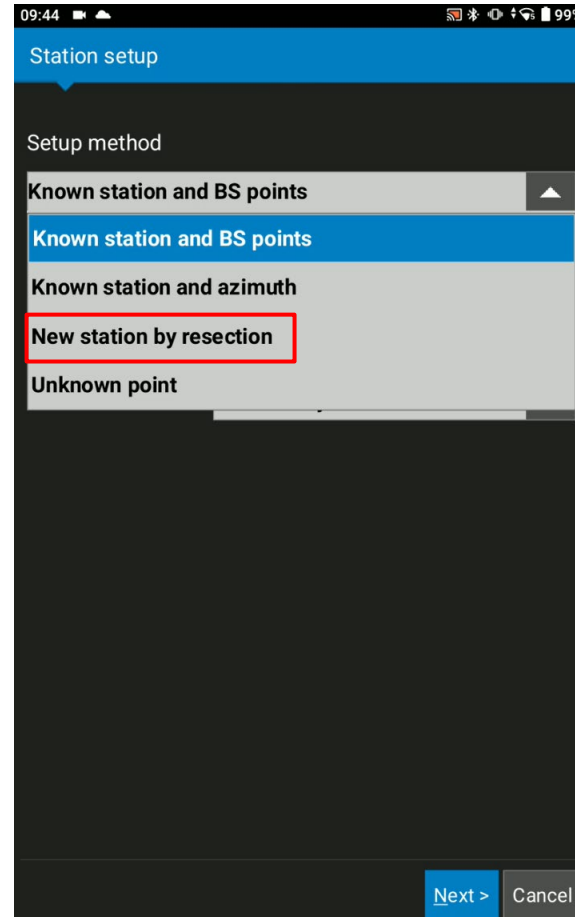 09:44 99%
Station setup
Setup method
Known station and BS points
Known station and BS points
Known station and azimuth
New station by resection
Unknown point
Next > Cancel